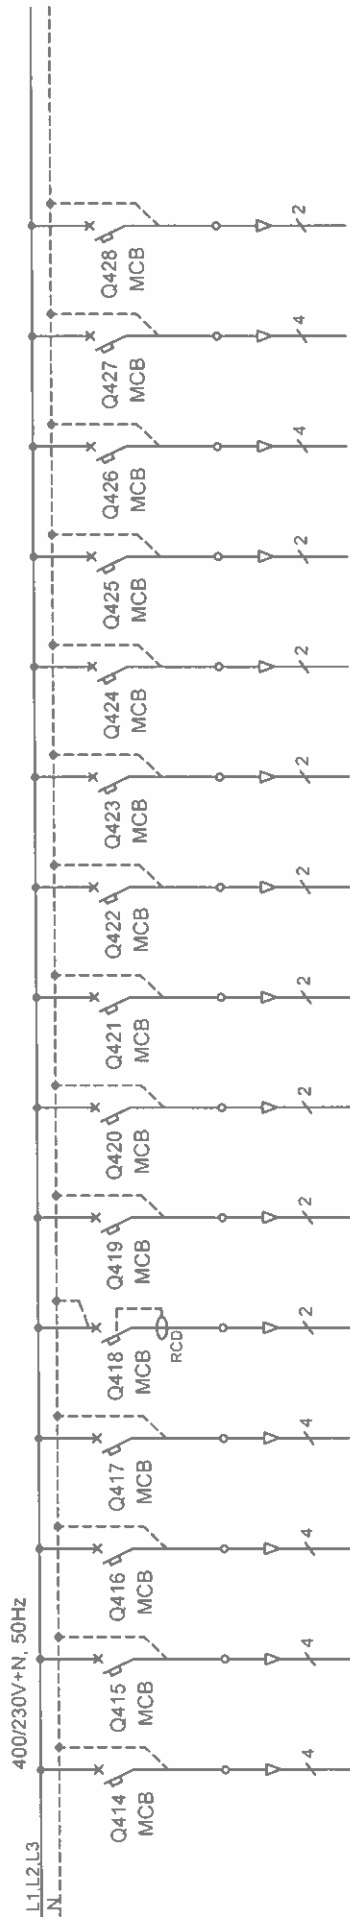 400/230V+N, 50Hz
L1,L2,L3
N
Q414
MCB
4
Q415
MCB
4
Q416
MCB
4
Q417
MCB
4
Q418
MCB
RCD
2
Q419
MCB
2
Q420
MCB
2
Q421
MCB
2
Q422
MCB
2
Q423
MCB
2
Q424
MCB
2
Q425
MCB
2
Q426
MCB
4
Q427
MCB
4
Q428
MCB
2